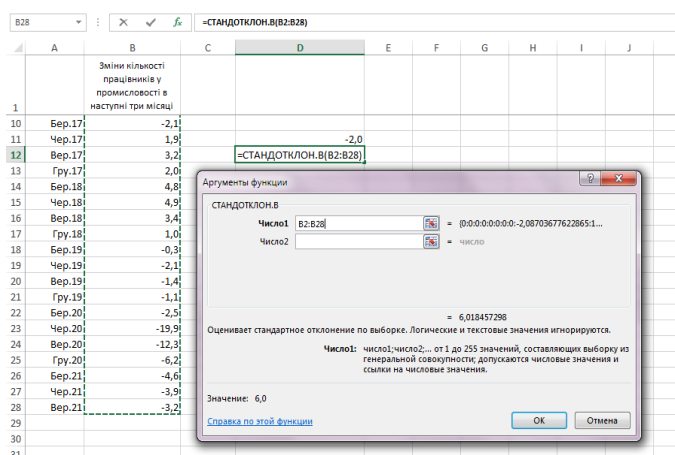 B28 fx =СТАНДОТКЛОН.В(B2:B28)
A B C D E F G H I J
1 Зміни кількості
працівників у
промисловості в
наступні три місяці
10 Бер.17 -2,1
11 Чер.17 1,9 -2,0
12 Вер.17 3,2 =СТАНДОТКЛОН.В(B2:B28)
13 Гру.17 2,0
14 Бер.18 4,8
15 Чер.18 4,9
16 Вер.18 3,4
17 Гру.18 1,0
18 Бер.19 -0,3
19 Чер.19 -2,1
20 Вер.19 -1,4
21 Гру.19 -1,1
22 Бер.20 -2,5
23 Чер.20 -19,9
24 Вер.20 -12,3
25 Гру.20 -6,2
26 Бер.21 -4,6
27 Чер.21 -3,9
28 Вер.21 -3,2
29
30
31
Аргументы функции
СТАНДОТКЛОН.В
Число1 B2:B28 = {0:0:0:0:0:0:0:-2,08703677622865:1...
Число2 = число
= 6,018457298
Оценивает стандартное отклонение по выборке. Логические и текстовые значения игнорируются.
Число1: число1;число2;... от 1 до 255 значений, составляющих выборку из
генеральной совокупности; допускаются числовые значения и
ссылки на числовые значения.
Значение: 6,0
Справка по этой функции
ОК Отмена